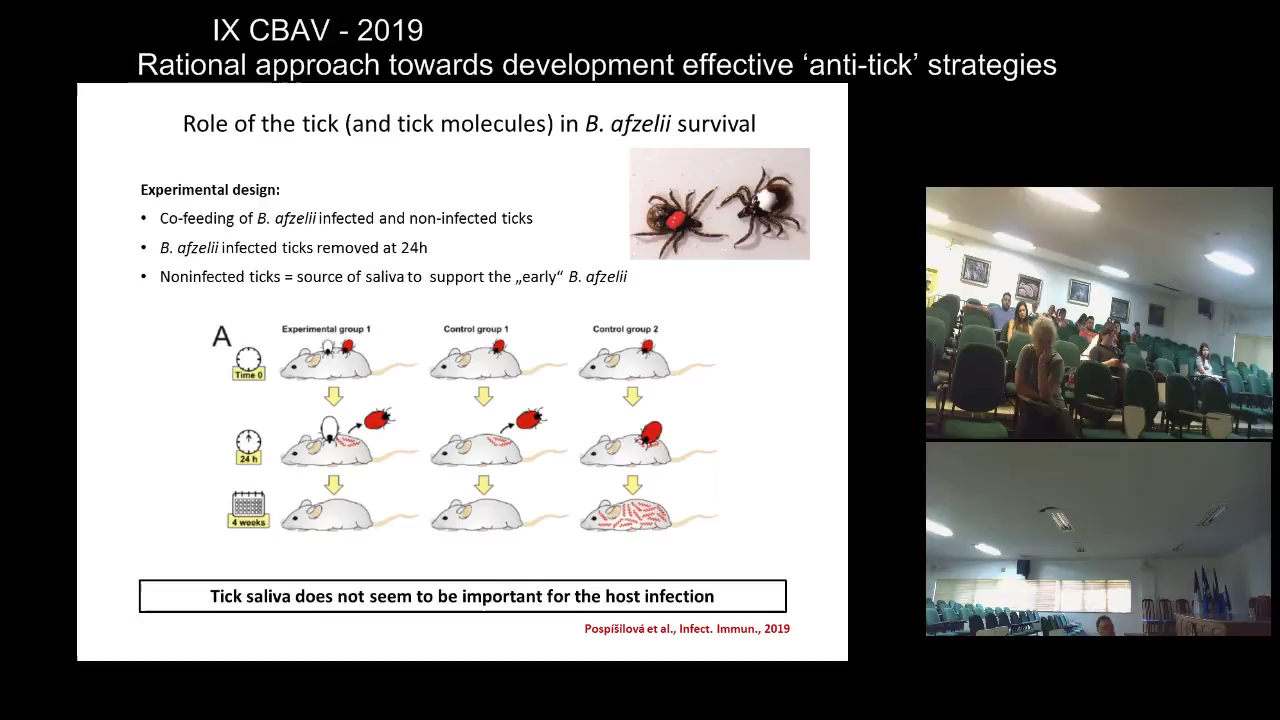 IX CBAV - 2019
Rational approach towards development effective ‘anti-tick’ strategies
Role of the tick (and tick molecules) in B. afzelii survival
Experimental design:
• Co-feeding of B. afzelii infected and non-infected ticks
• B. afzelii infected ticks removed at 24h
• Noninfected ticks = source of saliva to support the „early“ B. afzelii
A
Experimental group 1
Control group 1
Control group 2
Time 0
24 h
4 weeks
Tick saliva does not seem to be important for the host infection
Pospíšilová et al., Infect. Immun., 2019